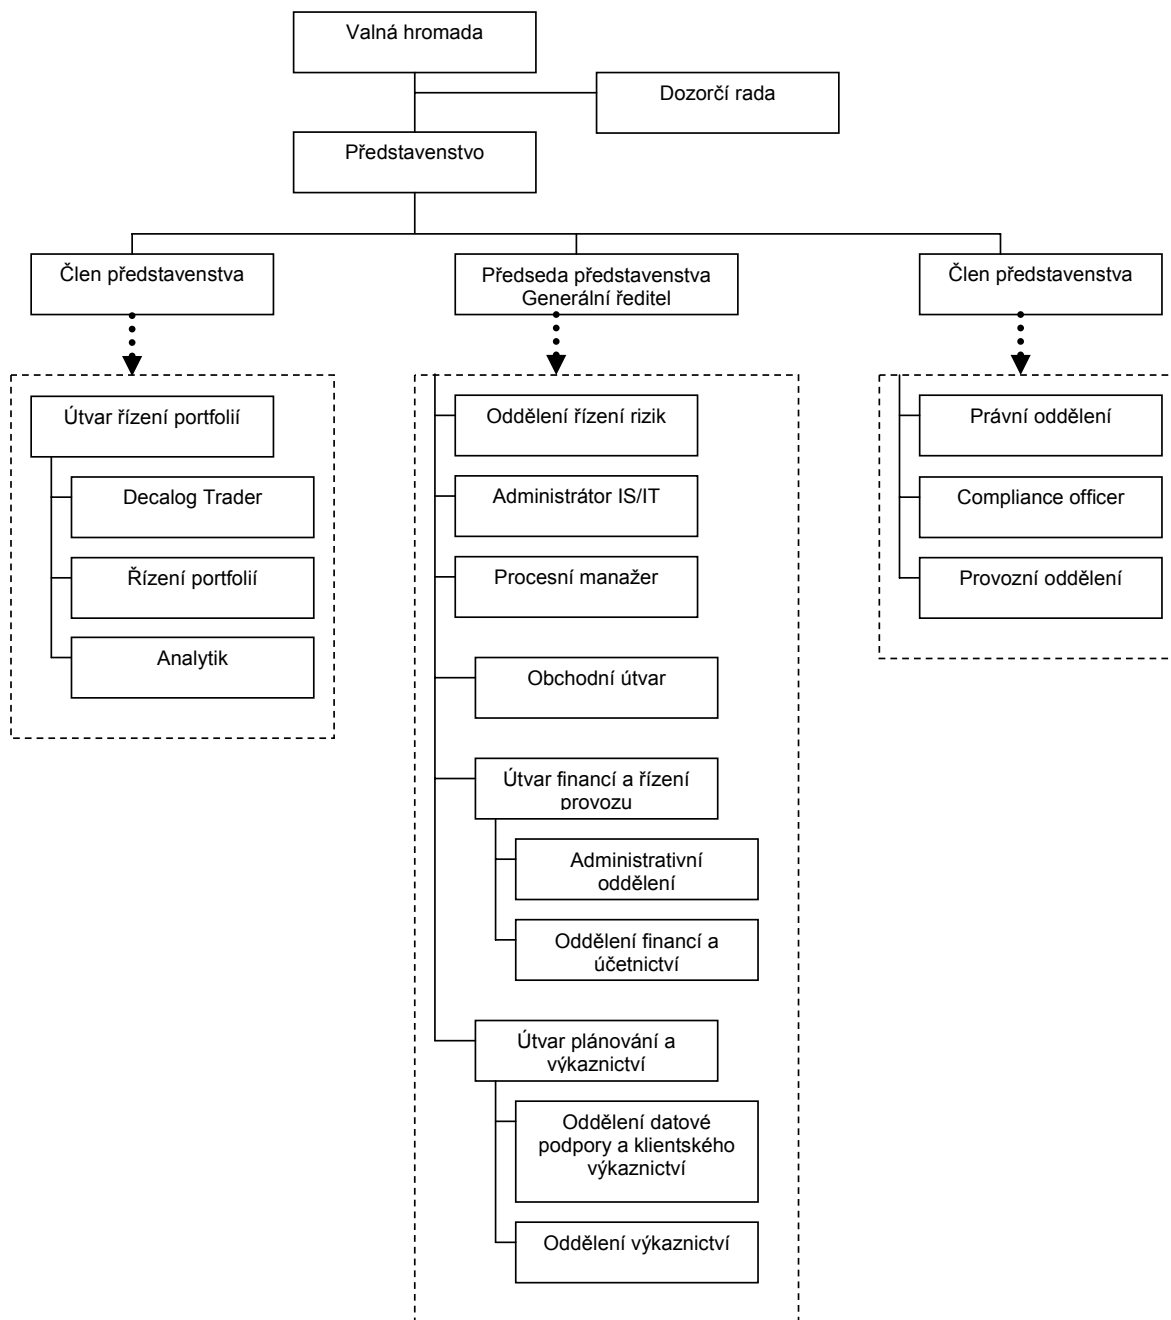 Valná hromada
Dozorčí rada
Představenstvo
Člen představenstva
Předseda představenstva
Generální ředitel
Člen představenstva
Útvar řízení portfolií
Decalog Trader
Řízení portfolií
Analytik
Oddělení řízení rizik
Administrátor IS/IT
Procesní manažer
Obchodní útvar
Útvar financí a řízení
provozu
Administrativní
oddělení
Oddělení financí a
účetnictví
Útvar plánování a
výkaznictví
Oddělení datové
podpory a klientského
výkaznictví
Oddělení výkaznictví
Právní oddělení
Compliance officer
Provozní oddělení